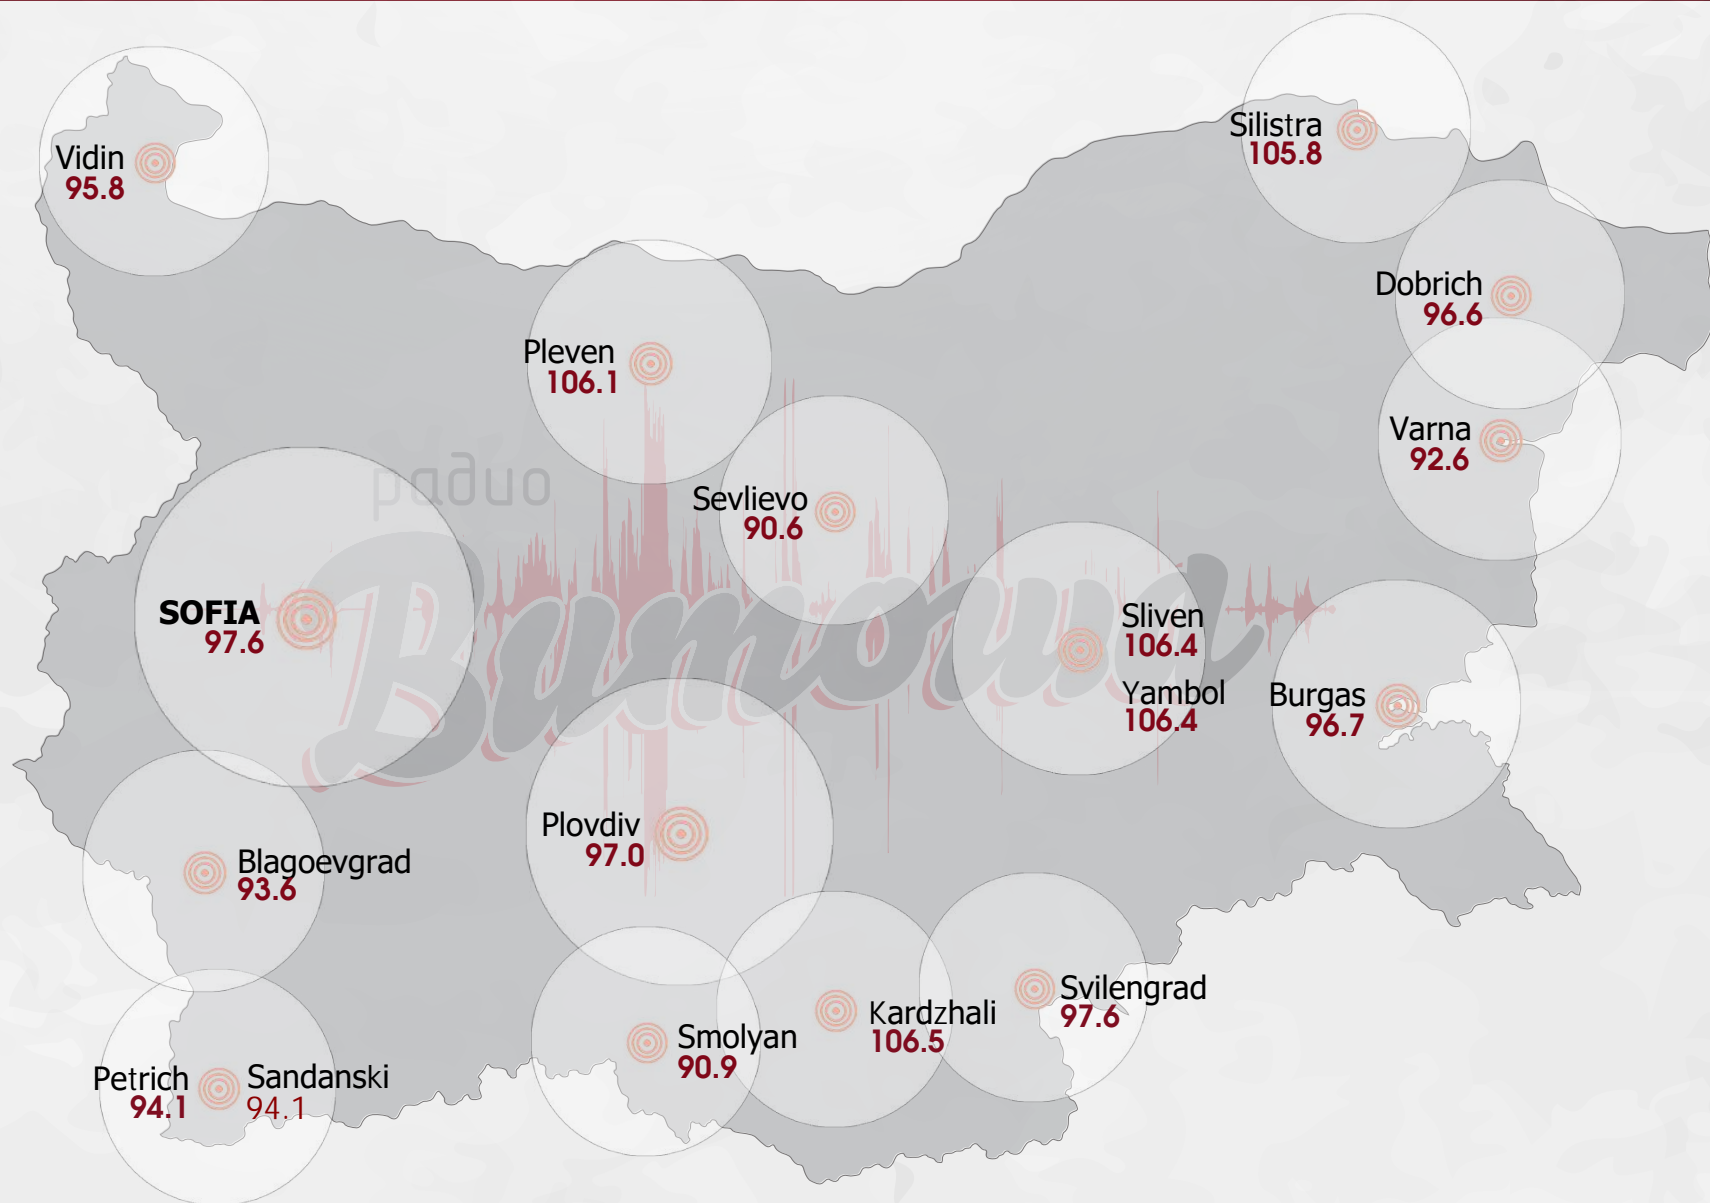 Vidin
95.8
Silistra
105.8
Dobrich
96.6
Pleven
106.1
Varna
92.6
радио
Sevlievo
90.6
Витоша
SOFIA
97.6
Sliven
106.4
Yambol
106.4
Burgas
96.7
Plovdiv
97.0
Blagoevgrad
93.6
Svilengrad
97.6
Kardzhali
106.5
Smolyan
90.9
Petrich
94.1
Sandanski
94.1